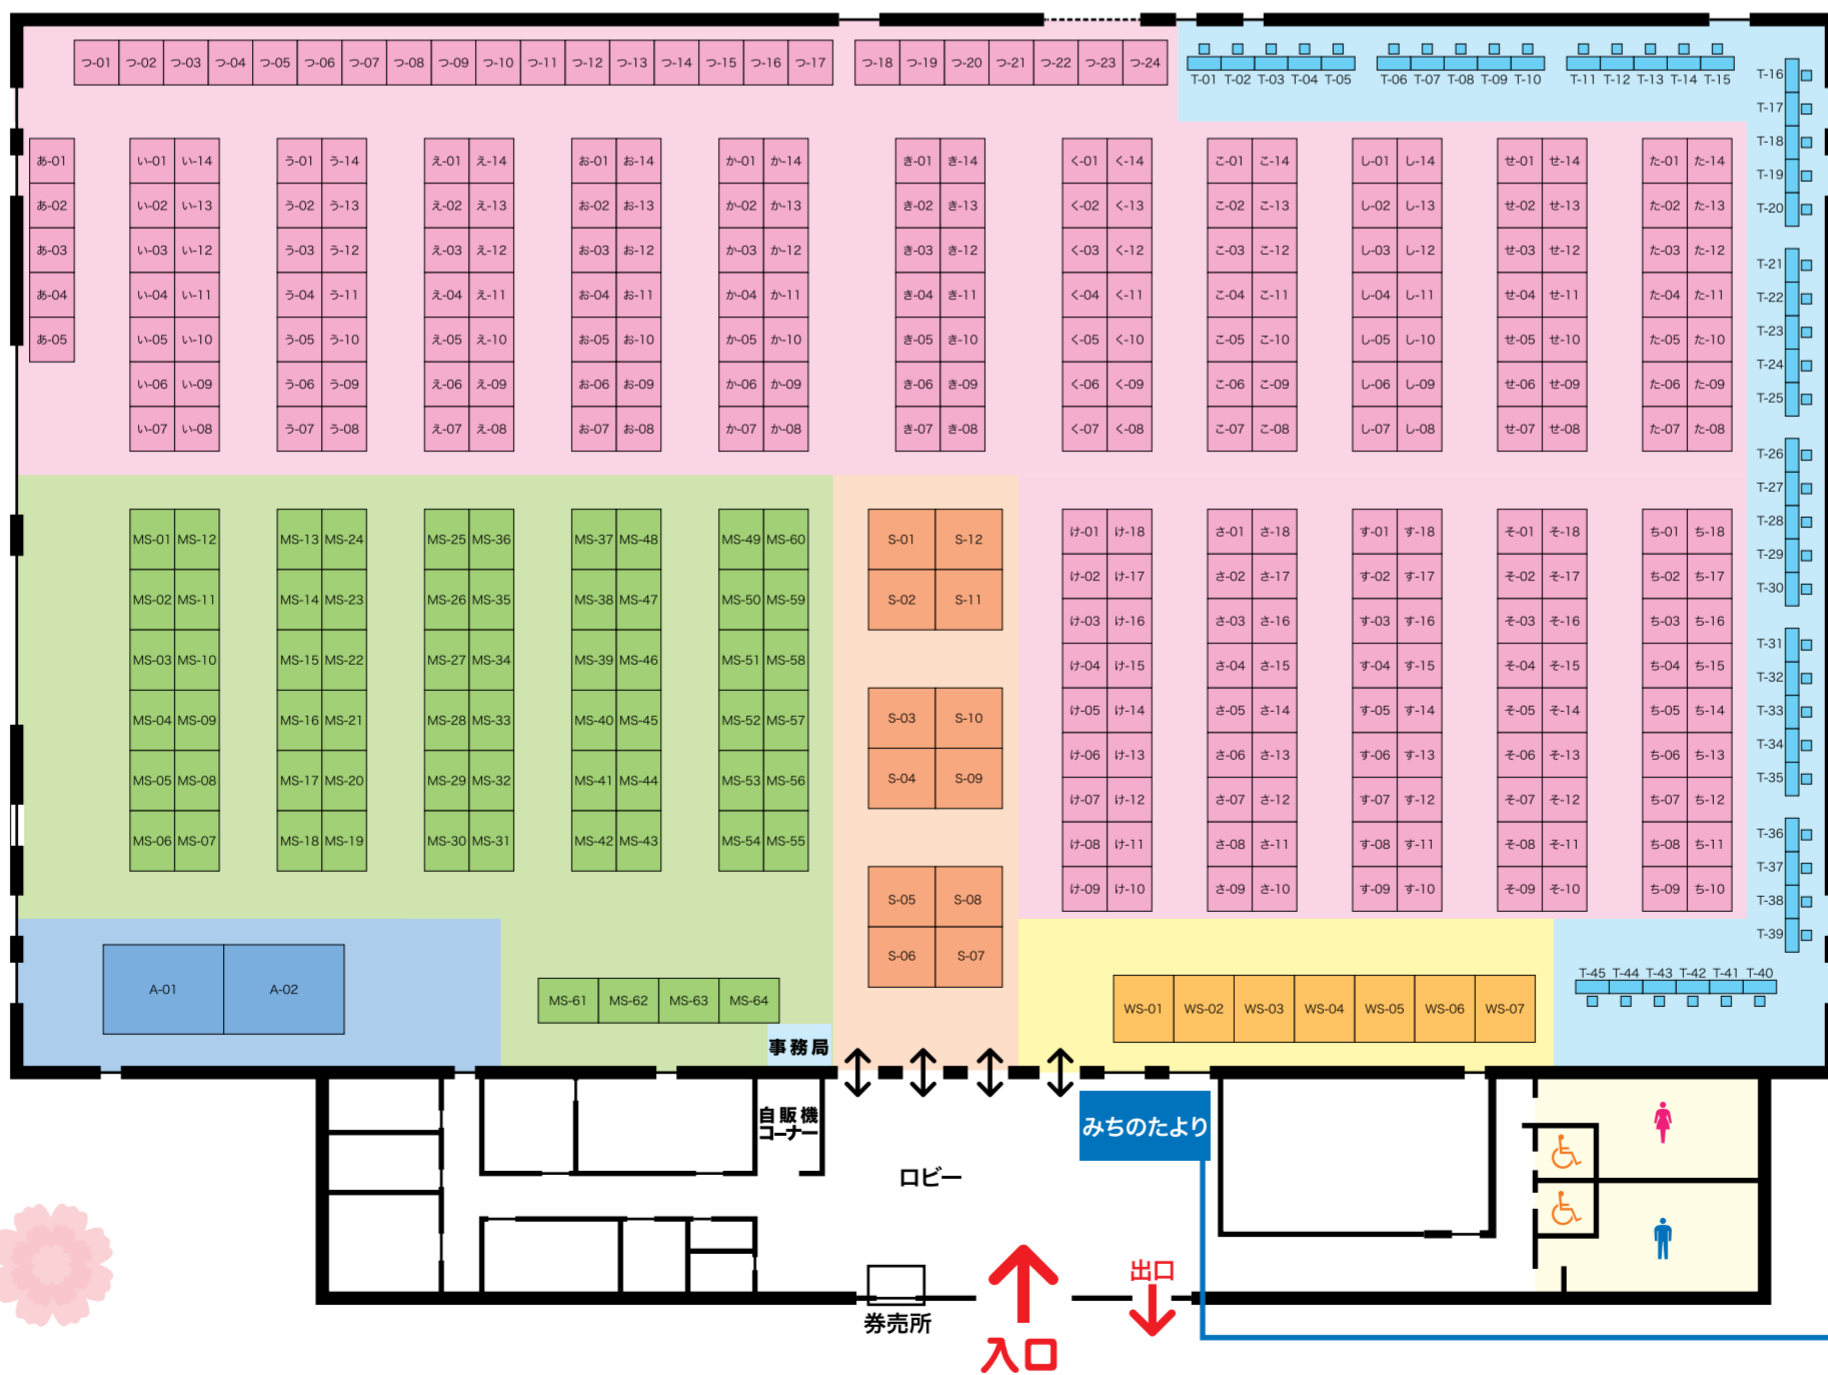 つ-01 つ-02 つ-03 つ-04 つ-05 つ-06 つ-07 つ-08 つ-09 つ-10 つ-11 つ-12 つ-13 つ-14 つ-15 つ-16 つ-17 つ-18 つ-19 つ-20 つ-21 つ-22 つ-23 つ-24
T-01 T-02 T-03 T-04 T-05 T-06 T-07 T-08 T-09 T-10 T-11 T-12 T-13 T-14 T-15
T-16
T-17
T-18
T-19
T-20
T-21
T-22
T-23
T-24
T-25
T-26
T-27
T-28
T-29
T-30
T-31
T-32
T-33
T-34
T-35
T-36
T-37
T-38
T-39
あ-01 い-01 い-14 う-01 う-14 え-01 え-14 お-01 お-14 か-01 か-14 き-01 き-14 く-01 く-14 こ-01 こ-14 し-01 し-14 せ-01 せ-14 た-01 た-14
あ-02 い-02 い-13 う-02 う-13 え-02 え-13 お-02 お-13 か-02 か-13 き-02 き-13 く-02 く-13 こ-02 こ-13 し-02 し-13 せ-02 せ-13 た-02 た-13
あ-03 い-03 い-12 う-03 う-12 え-03 え-12 お-03 お-12 か-03 か-12 き-03 き-12 く-03 く-12 こ-03 こ-12 し-03 し-12 せ-03 せ-12 た-03 た-12
あ-04 い-04 い-11 う-04 う-11 え-04 え-11 お-04 お-11 か-04 か-11 き-04 き-11 く-04 く-11 こ-04 こ-11 し-04 し-11 せ-04 せ-11 た-04 た-11
あ-05 い-05 い-10 う-05 う-10 え-05 え-10 お-05 お-10 か-05 か-10 き-05 き-10 く-05 く-10 こ-05 こ-10 し-05 し-10 せ-05 せ-10 た-05 た-10
い-06 い-09 う-06 う-09 え-06 え-09 お-06 お-09 か-06 か-09 き-06 き-09 く-06 く-09 こ-06 こ-09 し-06 し-09 せ-06 せ-09 た-06 た-09
い-07 い-08 う-07 う-08 え-07 え-08 お-07 お-08 か-07 か-08 き-07 き-08 く-07 く-08 こ-07 こ-08 し-07 し-08 せ-07 せ-08 た-07 た-08
MS-01 MS-12 MS-13 MS-24 MS-25 MS-36 MS-37 MS-48 MS-49 MS-60
MS-02 MS-11 MS-14 MS-23 MS-26 MS-35 MS-38 MS-47 MS-50 MS-59
MS-03 MS-10 MS-15 MS-22 MS-27 MS-34 MS-39 MS-46 MS-51 MS-58
MS-04 MS-09 MS-16 MS-21 MS-28 MS-33 MS-40 MS-45 MS-52 MS-57
MS-05 MS-08 MS-17 MS-20 MS-29 MS-32 MS-41 MS-44 MS-53 MS-56
MS-06 MS-07 MS-18 MS-19 MS-30 MS-31 MS-42 MS-43 MS-54 MS-55
S-01 S-12
S-02 S-11
S-03 S-10
S-04 S-09
S-05 S-08
S-06 S-07
け-01 け-18 さ-01 さ-18 す-01 す-18 そ-01 そ-18 ち-01 ち-18
け-02 け-17 さ-02 さ-17 す-02 す-17 そ-02 そ-17 ち-02 ち-17
け-03 け-16 さ-03 さ-16 す-03 す-16 そ-03 そ-16 ち-03 ち-16
け-04 け-15 さ-04 さ-15 す-04 す-15 そ-04 そ-15 ち-04 ち-15
け-05 け-14 さ-05 さ-14 す-05 す-14 そ-05 そ-14 ち-05 ち-14
け-06 け-13 さ-06 さ-13 す-06 す-13 そ-06 そ-13 ち-06 ち-13
け-07 け-12 さ-07 さ-12 す-07 す-12 そ-07 そ-12 ち-07 ち-12
け-08 け-11 さ-08 さ-11 す-08 す-11 そ-08 そ-11 ち-08 ち-11
け-09 け-10 さ-09 さ-10 す-09 す-10 そ-09 そ-10 ち-09 ち-10
A-01 A-02
MS-61 MS-62 MS-63 MS-64
WS-01 WS-02 WS-03 WS-04 WS-05 WS-06 WS-07
T-45 T-44 T-43 T-42 T-41 T-40
事務局
自販機
コーナー
みちのたより
ロビー
出口
券売所
入口